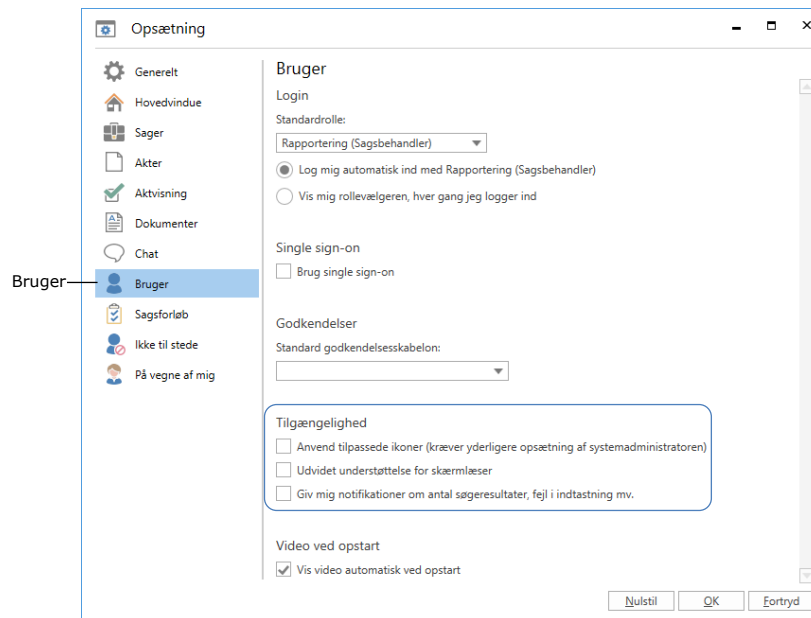 Opsætning
Generelt
Hovedvindue
Sager
Akter
Aktvisning
Dokumenter
Chat
Bruger
Bruger
Sagsforløb
Ikke til stede
På vegne af mig
Bruger
Login
Standardrolle:
Rapportering (Sagsbehandler)
Log mig automatisk ind med Rapportering (Sagsbehandler)
Vis mig rollevælgeren, hver gang jeg logger ind
Single sign-on
Brug single sign-on
Godkendelser
Standard godkendelsesskabelon:
Tilgængelighed
Anvend tilpassede ikoner (kræver yderligere opsætning af systemadministratoren)
Udvidet understøttelse for skærmlæser
Giv mig notifikationer om antal søgeresultater, fejl i indtastning mv.
Video ved opstart
Vis video automatisk ved opstart
Nulstil
OK
Fortryd